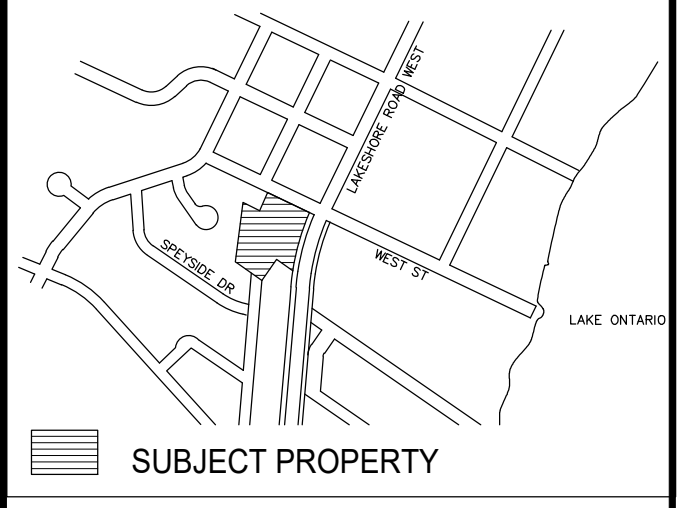 LAKESHORE ROAD WEST
SPEYSIDE DR
WEST ST
LAKE ONTARIO
SUBJECT PROPERTY